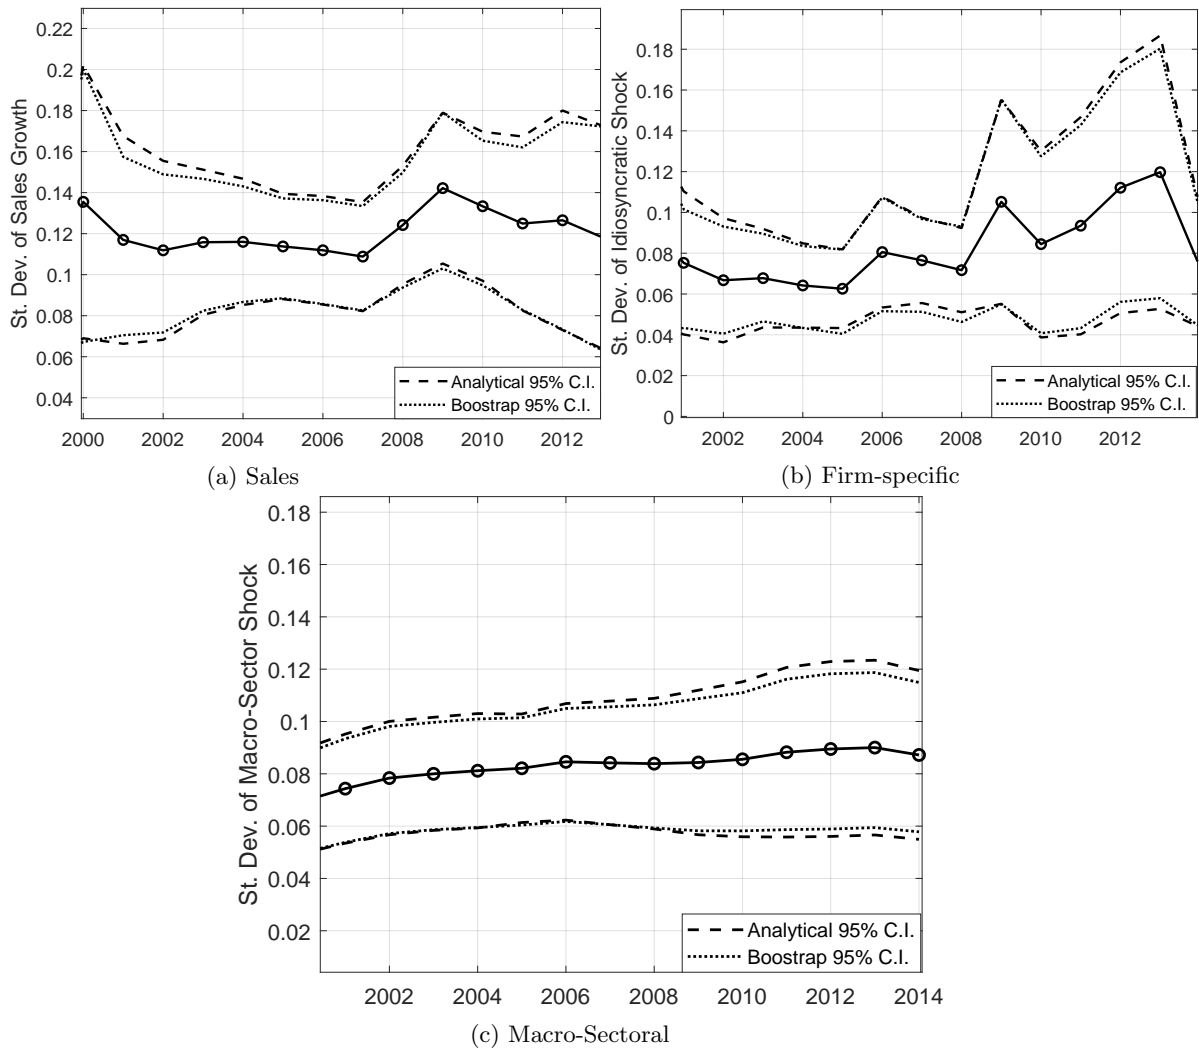 St. Dev. of Sales Growth
0.22
0.2
0.18
0.16
0.14
0.12
0.1
0.08
0.06
0.04
2000 2002 2004 2006 2008 2010 2012
Analytical 95% C.I.
Boostrap 95% C.I.
(a) Sales
St. Dev. of Idiosyncratic Shock
0.18
0.16
0.14
0.12
0.1
0.08
0.06
0.04
0.02
0
2002 2004 2006 2008 2010 2012
Analytical 95% C.I.
Boostrap 95% C.I.
(b) Firm-specific
St. Dev. of Macro-Sector Shock
0.18
0.16
0.14
0.12
0.1
0.08
0.06
0.04
0.02
2002 2004 2006 2008 2010 2012 2014
Analytical 95% C.I.
Boostrap 95% C.I.
(c) Macro-Sectoral